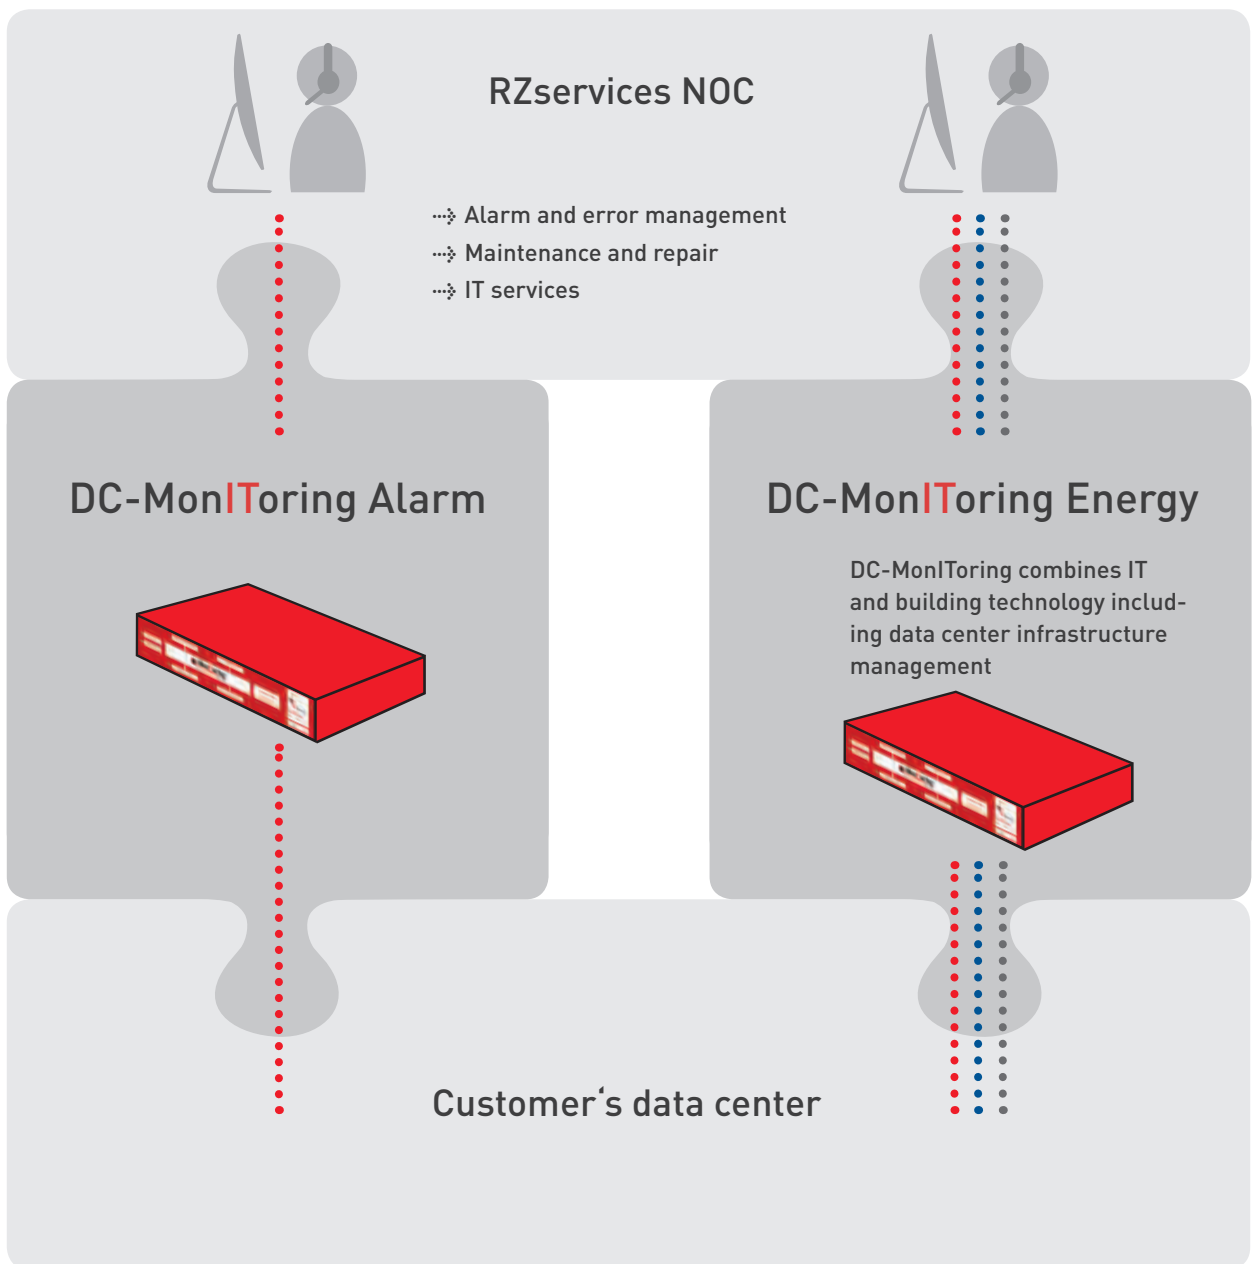 RZservices NOC
Alarm and error management
Maintenance and repair
IT services
DC-MonIToring Alarm
DC-MonIToring Energy
DC-MonIToring combines IT
and building technology includ-
ing data center infrastructure
management
Customer‘s data center